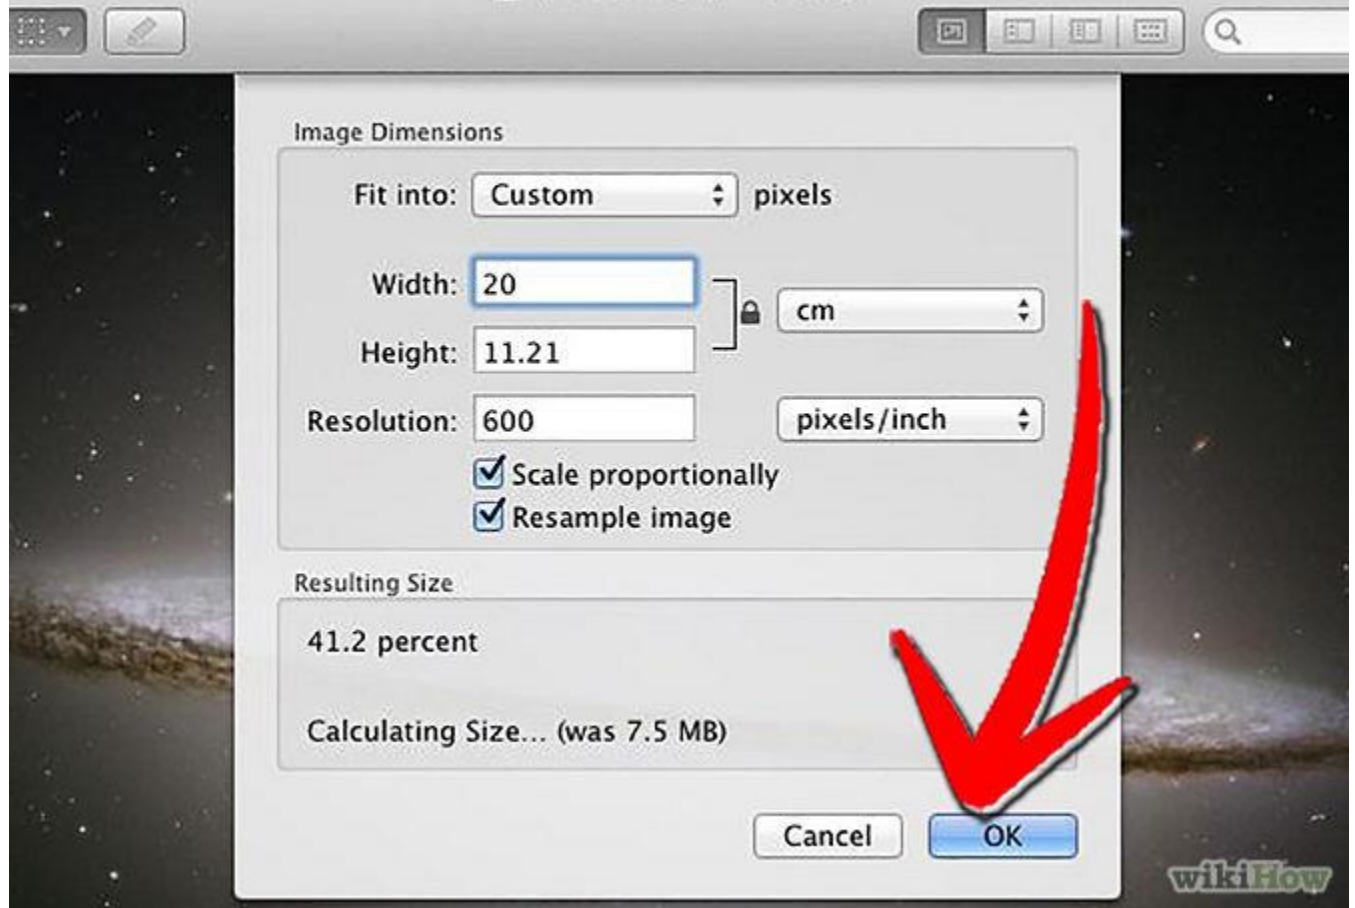 Image Dimensions
Fit into: Custom pixels
Width: 20
cm
Height: 11.21
Resolution: 600 pixels/inch
Scale proportionally
Resample image
Resulting Size
41.2 percent
Calculating Size... (was 7.5 MB)
Cancel OK
wikiHow